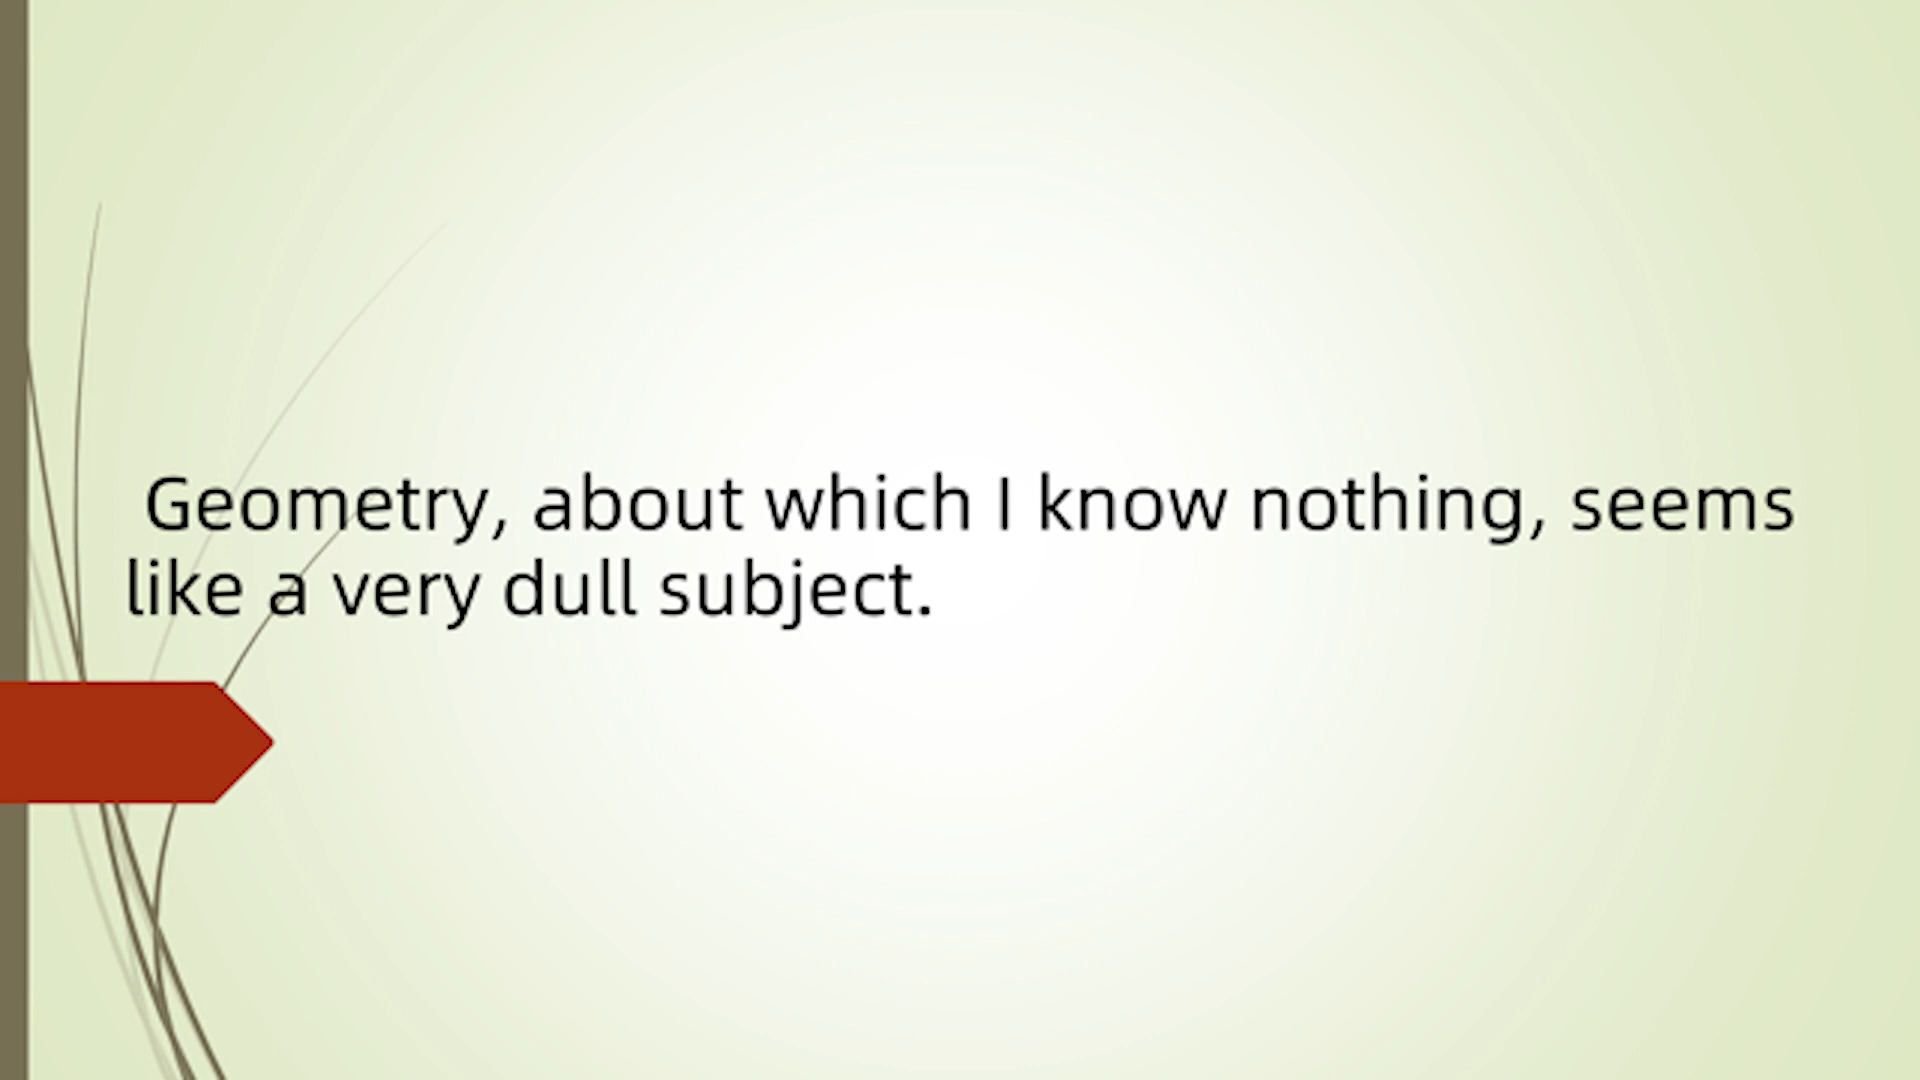 Geometry, about which I know nothing, seems
like a very dull subject.